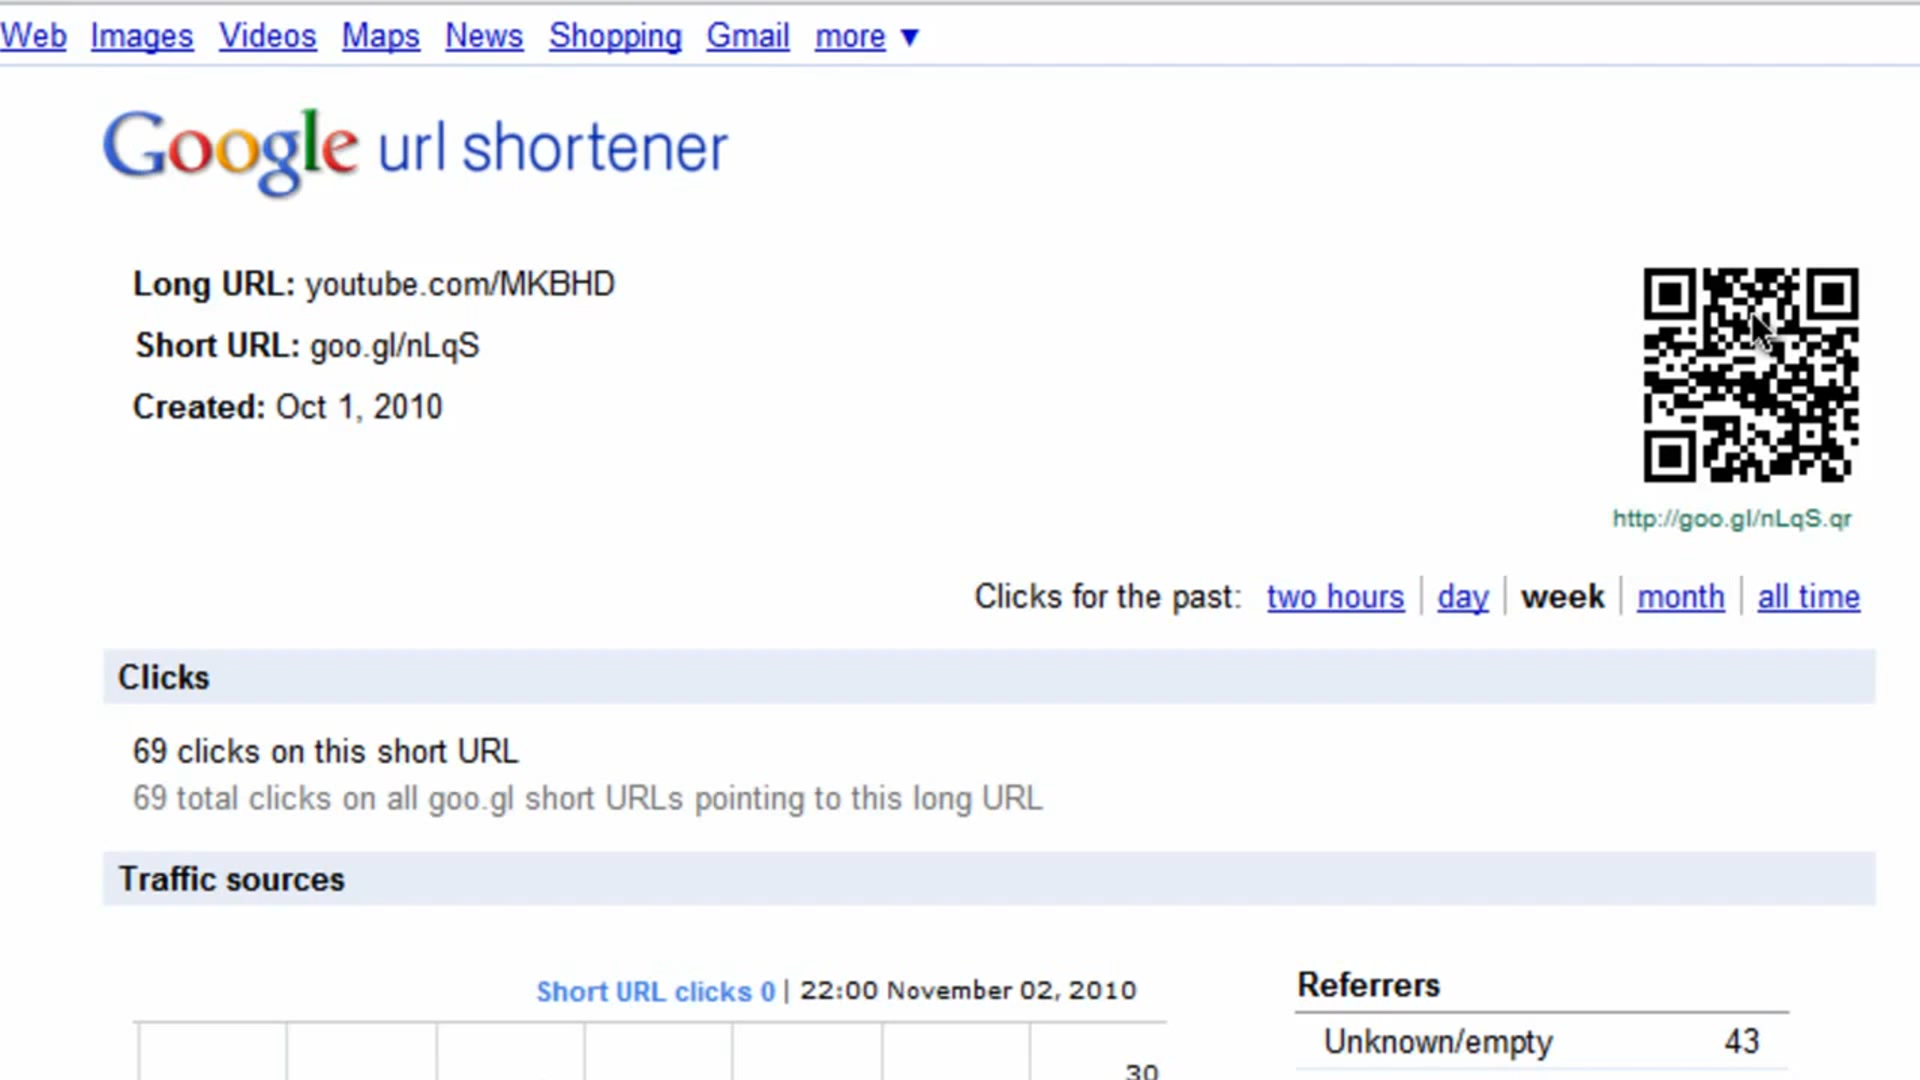 Web Images Videos Maps News Shopping Gmail more ▼
Google url shortener
Long URL: youtube.com/MKBHD
Short URL: goo.gl/nLqS
Created: Oct 1, 2010
http://goo.gl/nLqS.qr
Clicks for the past: two hours | day | week | month | all time
Clicks
69 clicks on this short URL
69 total clicks on all goo.gl short URLs pointing to this long URL
Traffic sources
Short URL clicks 0 | 22:00 November 02, 2010
Referrers
Unknown/empty 43
30